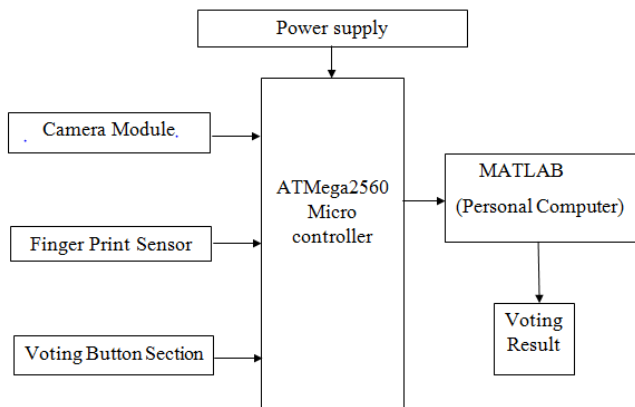 Power supply
Camera Module
ATMega2560
Micro
controller
MATLAB
(Personal Computer)
Finger Print Sensor
Voting Button Section
Voting
Result